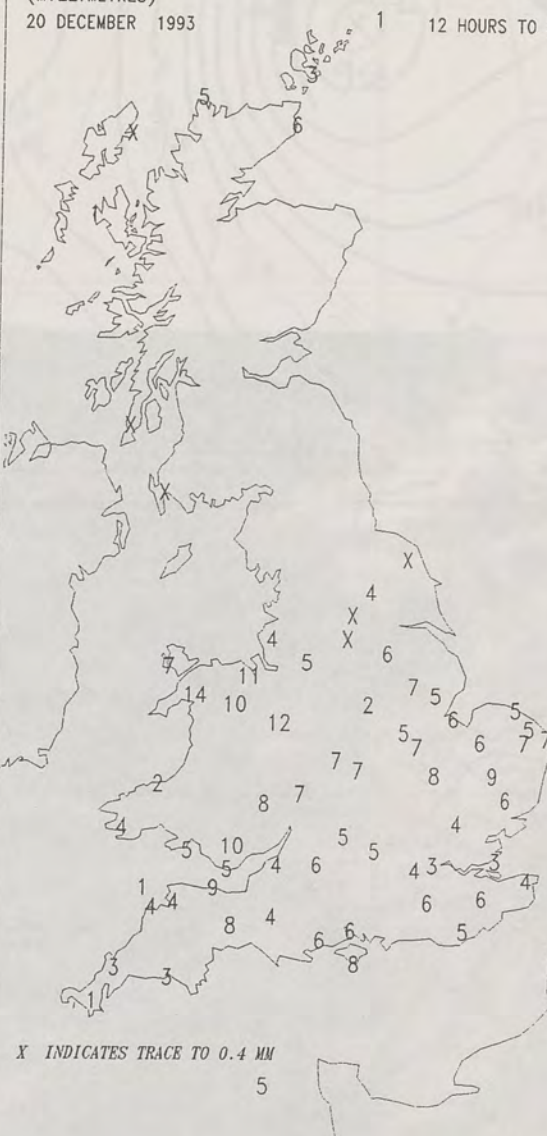 (MILLIMETRES)
20 DECEMBER 1993 1 12 HOURS TO
3
5
6
X
X
X
X
4
X
4 X
6
7 5
11
14 7 5
10 2 5
12 6
5 7 7
6
7 7
2 7 8 9
8 7 6
4 4
5 10 5 5
5 4 6 4 3 3
1 9 4
4 4 6 6
8 4 6 6 5
3 3 8
1
X INDICATES TRACE TO 0.4 MM
5